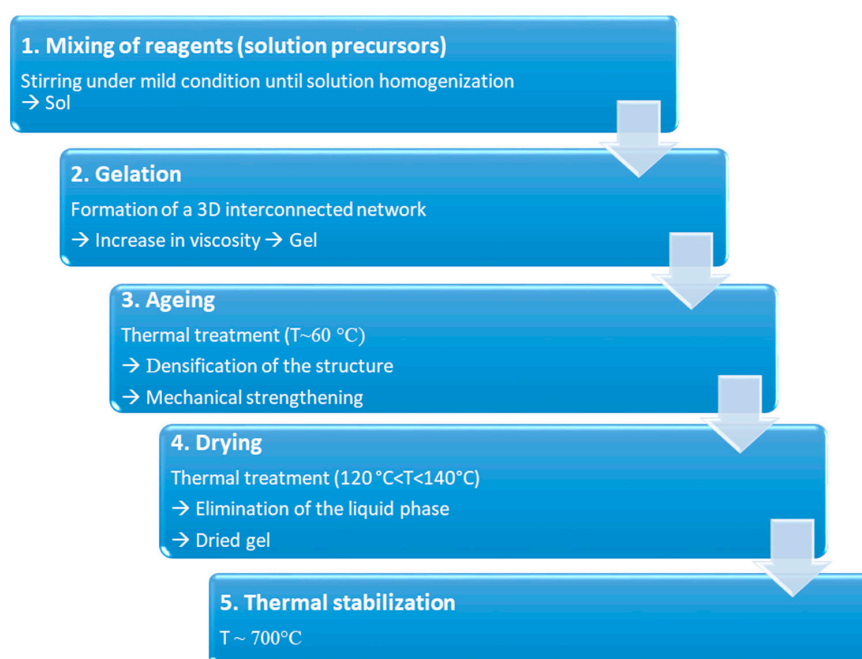 1. Mixing of reagents (solution precursors)
Stirring under mild condition until solution homogenization
→ Sol
2. Gelation
Formation of a 3D interconnected network
→ Increase in viscosity → Gel
3. Ageing
Thermal treatment (T~60 °C)
→ Densification of the structure
→ Mechanical strengthening
4. Drying
Thermal treatment (120 °C<T<140°C)
→ Elimination of the liquid phase
→ Dried gel
5. Thermal stabilization
T ~ 700°C